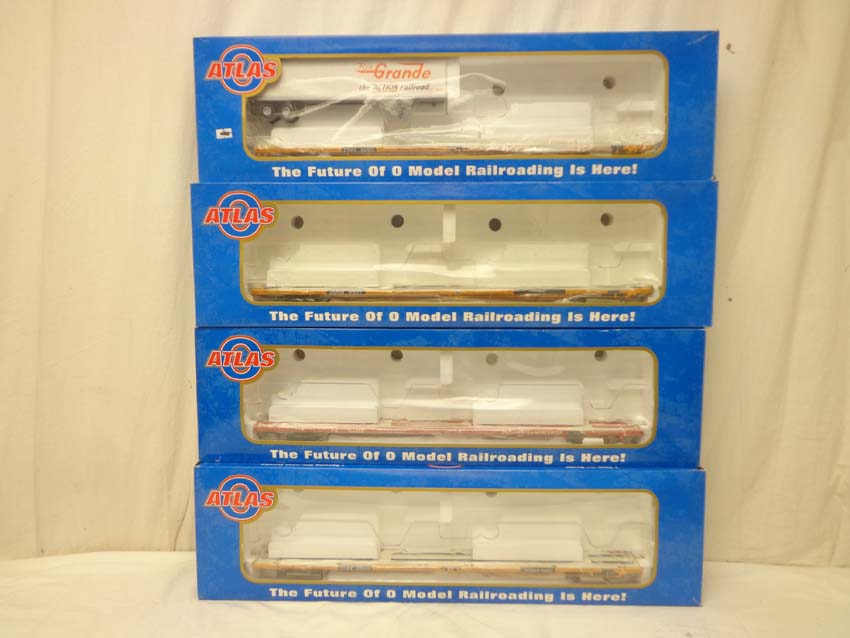 ATLAS
Rio Grande
the ACTION railroad
The Future Of O Model Railroading Is Here!
ATLAS
The Future Of O Model Railroading Is Here!
ATLAS
The Future Of O Model Railroading Is Here!
ATLAS
The Future Of O Model Railroading Is Here!